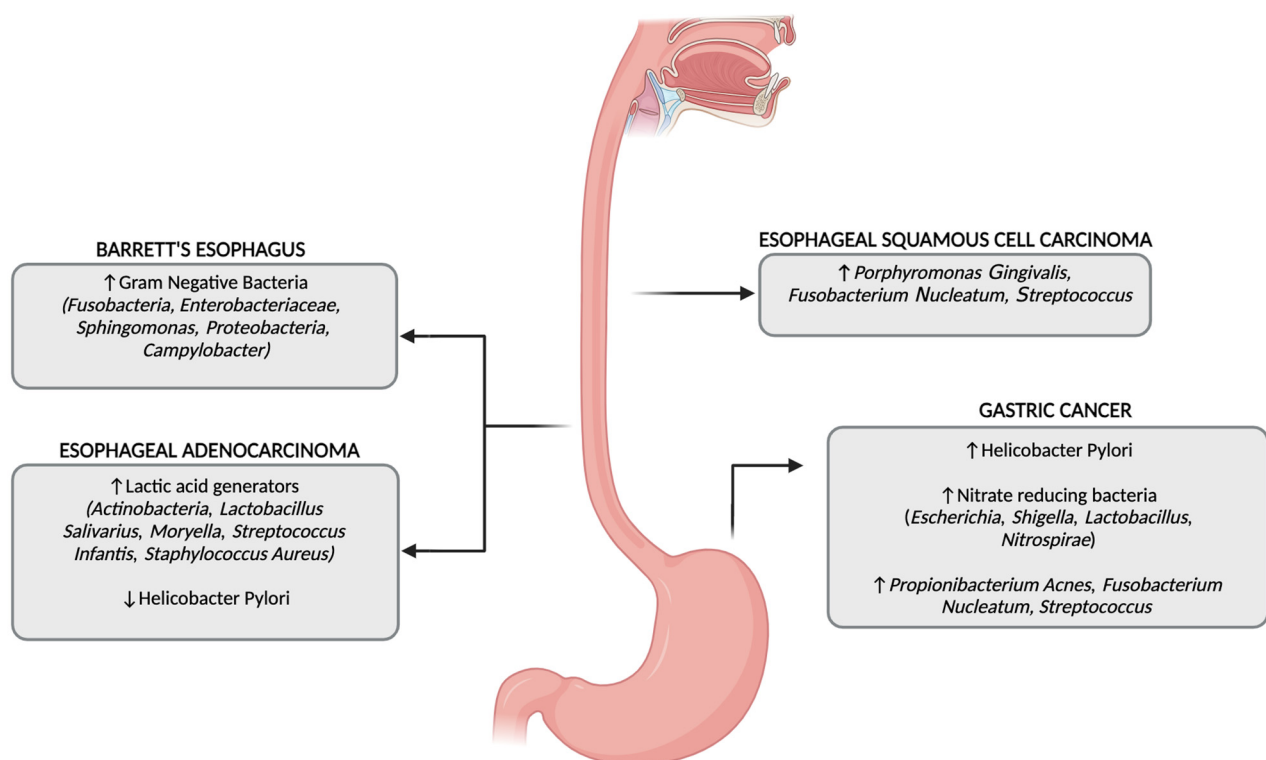 BARRETT'S ESOPHAGUS
↑Gram Negative Bacteria
(Fusobacteria, Enterobacteriaceae,
Sphingomonas, Proteobacteria,
Campylobacter)
ESOPHAGEAL ADENOCARCINOMA
↑Lactic acid generators
(Actinobacteria, Lactobacillus
Salivarius, Moryella, Streptococcus
Infantis, Staphylococcus Aureus)
↓Helicobacter Pylori
ESOPHAGEAL SQUAMOUS CELL CARCINOMA
↑Porphyromonas Gingivalis,
Fusobacterium Nucleatum, Streptococcus
GASTRIC CANCER
↑Helicobacter Pylori
↑Nitrate reducing bacteria
(Escherichia, Shigella, Lactobacillus,
Nitrospirae)
↑Propionibacterium Acnes, Fusobacterium
Nucleatum, Streptococcus